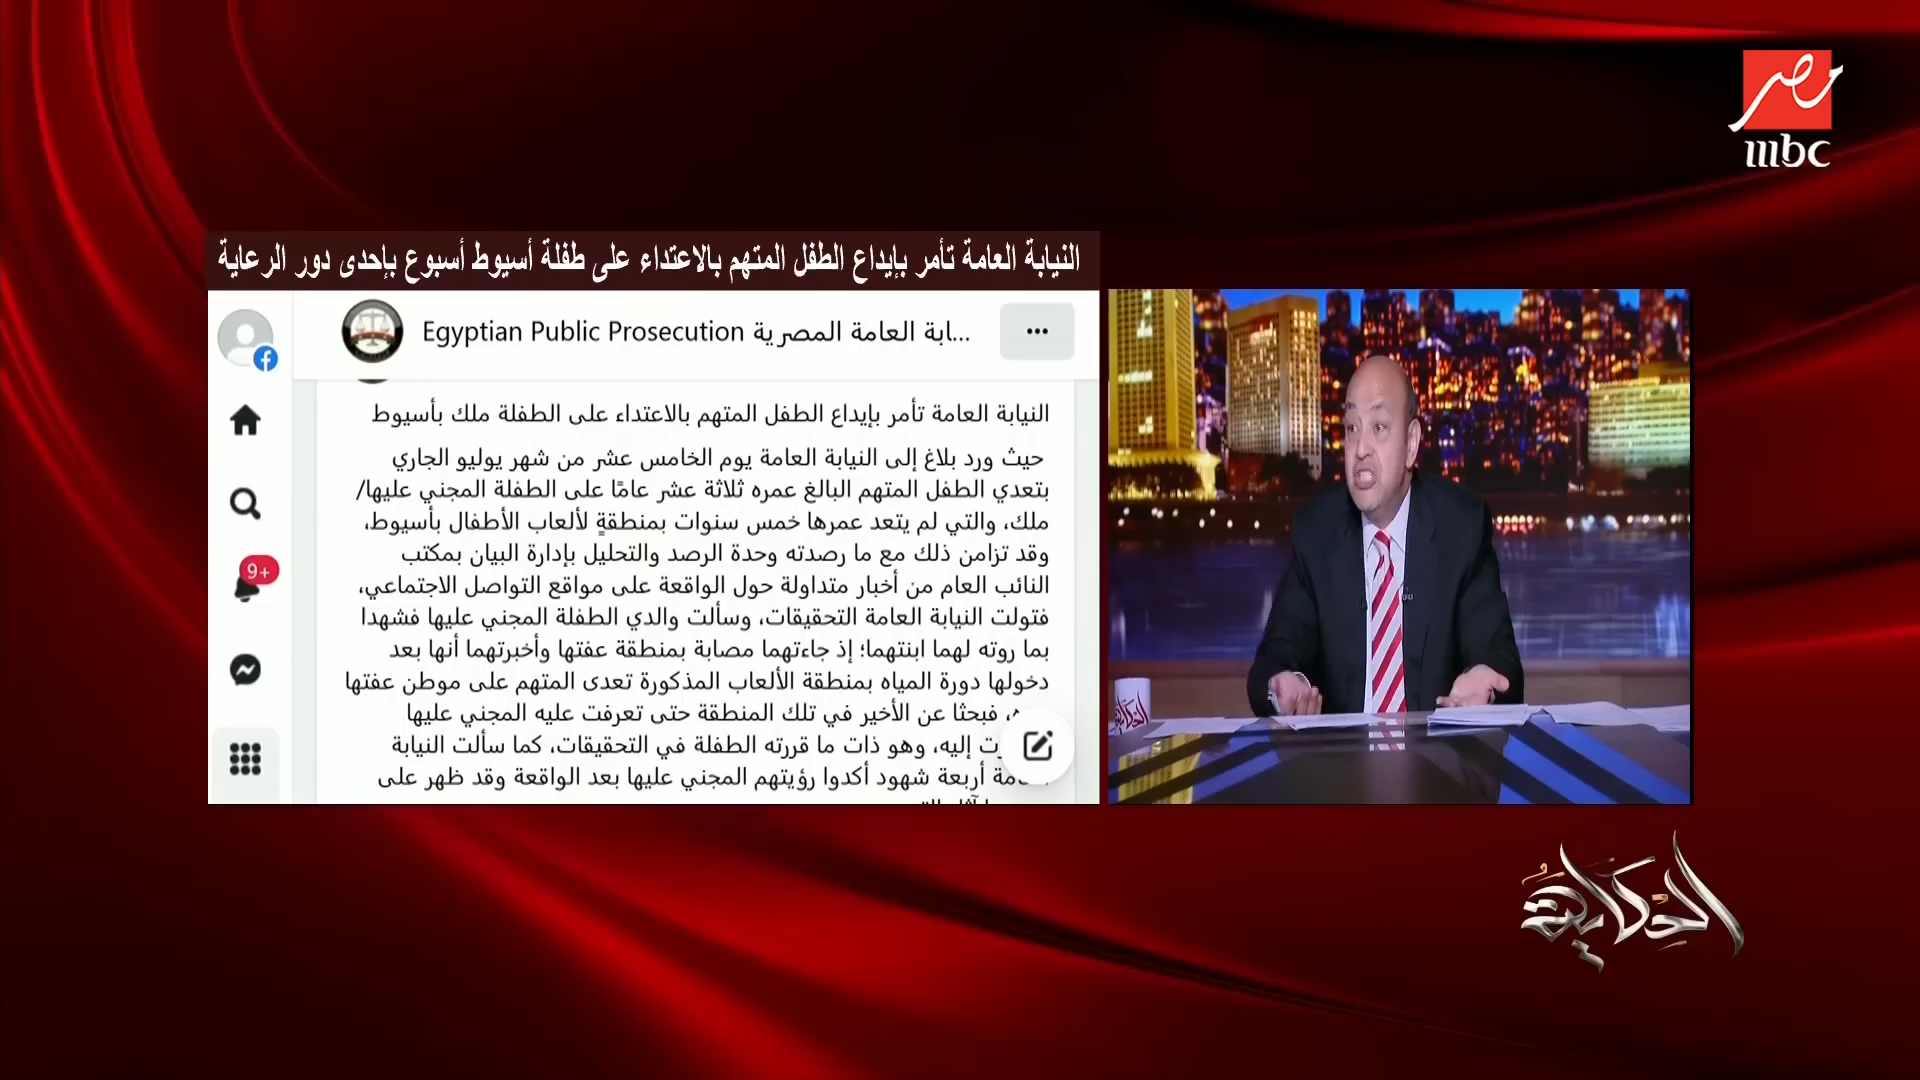 مصر
mbc
النيابة العامة تأمر بإيداع الطفل المتهم بالاعتداء على طفلة أسيوط أسبوع بإحدى دور الرعاية
Egyptian Public Prosecution ابة العامة المصرية...
النيابة العامة تأمر بإيداع الطفل المتهم بالاعتداء على الطفلة ملك بأسيوط
حيث ورد بلاغ إلى النيابة العامة يوم الخامس عشر من شهر يوليو الجاري
بتعدي الطفل المتهم البالغ عمره ثلاثة عشر عامًا على الطفلة المجني عليها/
ملك، والتي لم يتعد عمرها خمس سنوات بمنطقةٍ لألعاب الأطفال بأسيوط،
وقد تزامن ذلك مع ما رصدته وحدة الرصد والتحليل بإدارة البيان بمكتب
النائب العام من أخبار متداولة حول الواقعة على مواقع التواصل الاجتماعي،
فتولت النيابة العامة التحقيقات، وسألت والدي الطفلة المجني عليها فشهدا
بما روته لهما ابنتهما؛ إذ جاءتهما مصابة بمنطقة عفتها وأخبرتهما أنها بعد
دخولها دورة المياه بمنطقة الألعاب المذكورة تعدى المتهم على موطن عفتها
فبحثا عن الأخير في تلك المنطقة حتى تعرفت عليه المجني عليها
إليه، وهو ذات ما قررته الطفلة في التحقيقات، كما سألت النيابة
أربعة شهود أكدوا رؤيتهم المجني عليها بعد الواقعة وقد ظهر على
9+
الحكاية
الحكاية